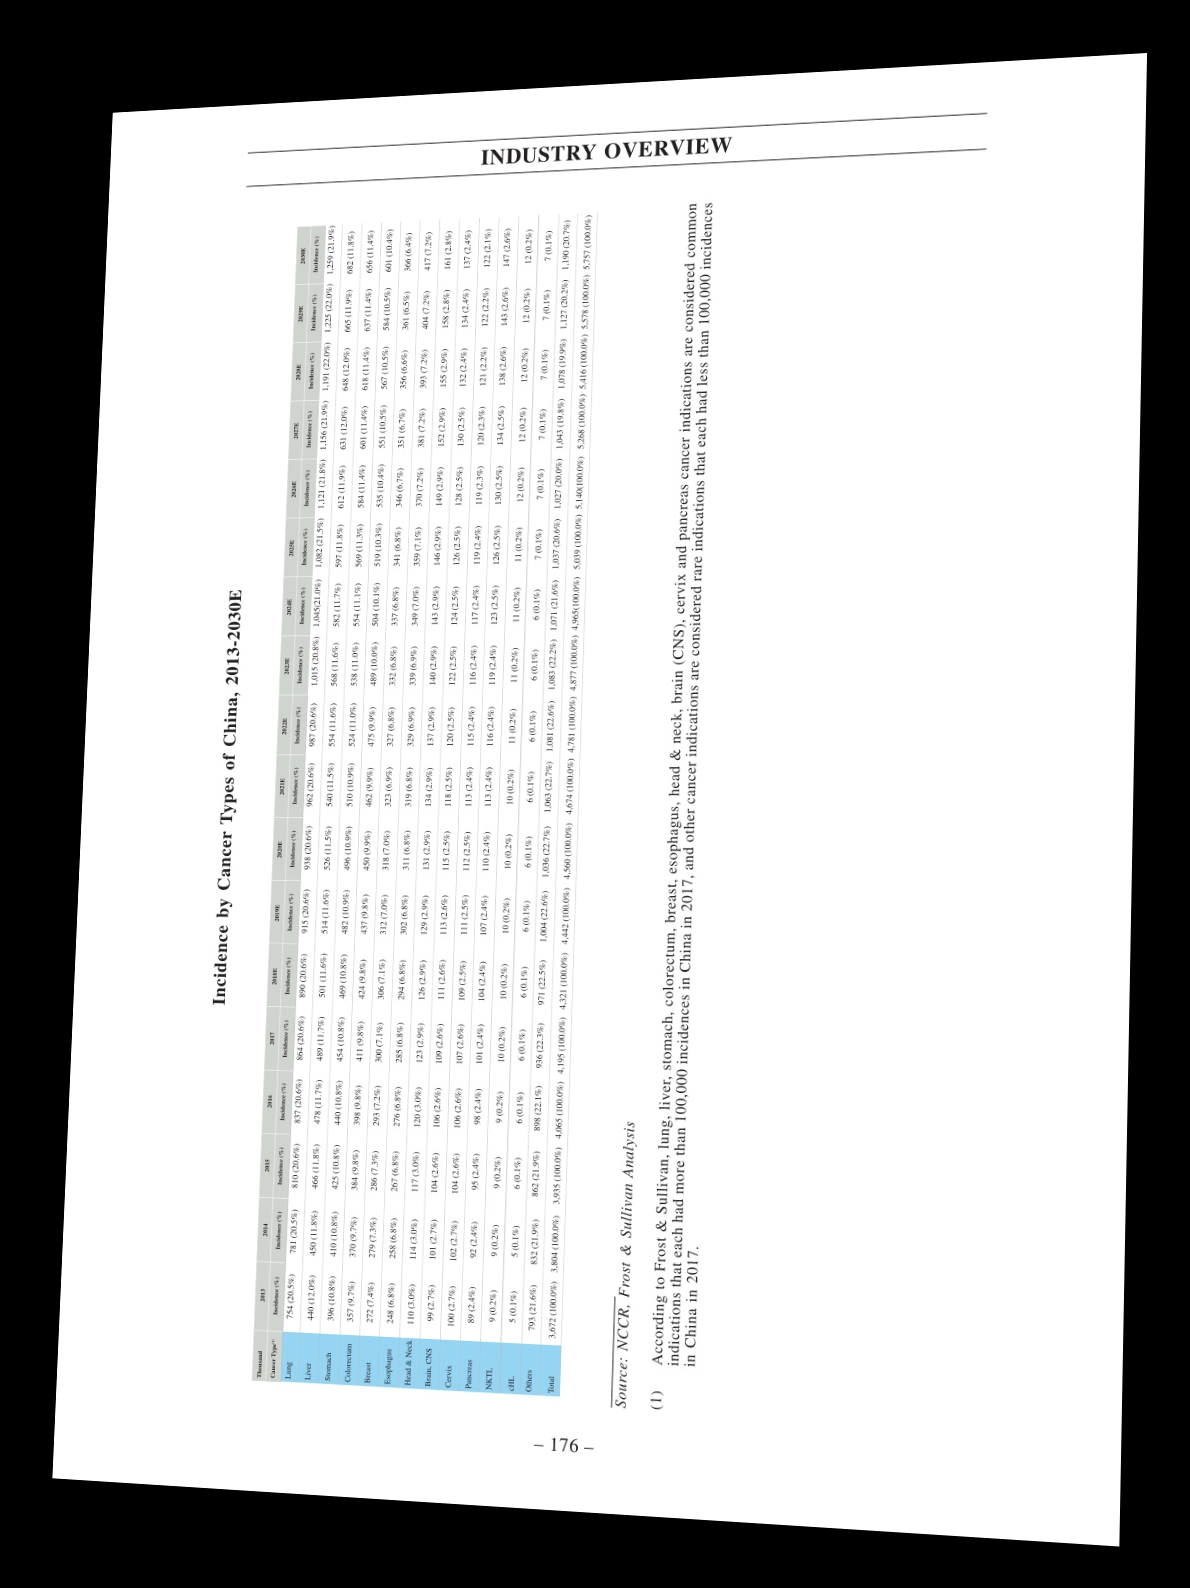 INDUSTRY OVERVIEW
Incidence by Cancer Types of China, 2013-2030E
Thousand 2013 2014 2015 2016 2017 2018E 2019E 2020E 2021E 2022E 2023E 2024E 2025E 2026E 2027E 2028E 2029E 2030E
Cancer Type(1) Incidence (%) Incidence (%) Incidence (%) Incidence (%) Incidence (%) Incidence (%) Incidence (%) Incidence (%) Incidence (%) Incidence (%) Incidence (%) Incidence (%) Incidence (%) Incidence (%) Incidence (%) Incidence (%) Incidence (%) Incidence (%)
Lung 754 (20.5%) 781 (20.5%) 810 (20.6%) 837 (20.6%) 864 (20.6%) 890 (20.6%) 915 (20.6%) 938 (20.6%) 962 (20.6%) 987 (20.6%) 1,015 (20.8%) 1,045(21.0%) 1,082 (21.5%) 1,121 (21.8%) 1,156 (21.9%) 1,191 (22.0%) 1,225 (22.0%) 1,259 (21.9%)
Liver 440 (12.0%) 450 (11.8%) 466 (11.8%) 478 (11.7%) 489 (11.7%) 501 (11.6%) 514 (11.6%) 526 (11.5%) 540 (11.5%) 554 (11.6%) 568 (11.6%) 582 (11.7%) 597 (11.8%) 612 (11.9%) 631 (12.0%) 648 (12.0%) 665 (11.9%) 682 (11.8%)
Stomach 396 (10.8%) 410 (10.8%) 425 (10.8%) 440 (10.8%) 454 (10.8%) 469 (10.8%) 482 (10.9%) 496 (10.9%) 510 (10.9%) 524 (11.0%) 538 (11.0%) 554 (11.1%) 569 (11.3%) 584 (11.4%) 601 (11.4%) 618 (11.4%) 637 (11.4%) 656 (11.4%)
Colorectum 357 (9.7%) 370 (9.7%) 384 (9.8%) 398 (9.8%) 411 (9.8%) 424 (9.8%) 437 (9.8%) 450 (9.9%) 462 (9.9%) 475 (9.9%) 489 (10.0%) 504 (10.1%) 519 (10.3%) 535 (10.4%) 551 (10.5%) 567 (10.5%) 584 (10.5%) 601 (10.4%)
Breast 272 (7.4%) 279 (7.3%) 286 (7.3%) 293 (7.2%) 300 (7.1%) 306 (7.1%) 312 (7.0%) 318 (7.0%) 323 (6.9%) 327 (6.8%) 332 (6.8%) 337 (6.8%) 341 (6.8%) 346 (6.7%) 351 (6.7%) 356 (6.6%) 361 (6.5%) 366 (6.4%)
Esophagus 248 (6.8%) 258 (6.8%) 267 (6.8%) 276 (6.8%) 285 (6.8%) 294 (6.8%) 302 (6.8%) 311 (6.8%) 319 (6.8%) 329 (6.9%) 339 (6.9%) 349 (7.0%) 359 (7.1%) 370 (7.2%) 381 (7.2%) 393 (7.2%) 404 (7.2%) 417 (7.2%)
Head & Neck 110 (3.0%) 114 (3.0%) 117 (3.0%) 120 (3.0%) 123 (2.9%) 126 (2.9%) 129 (2.9%) 131 (2.9%) 134 (2.9%) 137 (2.9%) 140 (2.9%) 143 (2.9%) 146 (2.9%) 149 (2.9%) 152 (2.9%) 155 (2.9%) 158 (2.8%) 161 (2.8%)
Brain, CNS 99 (2.7%) 101 (2.7%) 104 (2.6%) 106 (2.6%) 109 (2.6%) 111 (2.6%) 113 (2.6%) 115 (2.5%) 118 (2.5%) 120 (2.5%) 122 (2.5%) 124 (2.5%) 126 (2.5%) 128 (2.5%) 130 (2.5%) 132 (2.4%) 134 (2.4%) 137 (2.4%)
Cervix 100 (2.7%) 102 (2.7%) 104 (2.6%) 106 (2.6%) 107 (2.6%) 109 (2.5%) 111 (2.5%) 112 (2.5%) 113 (2.4%) 115 (2.4%) 116 (2.4%) 117 (2.4%) 119 (2.4%) 119 (2.3%) 120 (2.3%) 121 (2.2%) 122 (2.2%) 122 (2.1%)
Pancreas 89 (2.4%) 92 (2.4%) 95 (2.4%) 98 (2.4%) 101 (2.4%) 104 (2.4%) 107 (2.4%) 110 (2.4%) 113 (2.4%) 116 (2.4%) 119 (2.4%) 123 (2.5%) 126 (2.5%) 130 (2.5%) 134 (2.5%) 138 (2.6%) 143 (2.6%) 147 (2.6%)
NKTL 9 (0.2%) 9 (0.2%) 9 (0.2%) 9 (0.2%) 10 (0.2%) 10 (0.2%) 10 (0.2%) 10 (0.2%) 10 (0.2%) 11 (0.2%) 11 (0.2%) 11 (0.2%) 11 (0.2%) 12 (0.2%) 12 (0.2%) 12 (0.2%) 12 (0.2%) 12 (0.2%)
cHL 5 (0.1%) 5 (0.1%) 6 (0.1%) 6 (0.1%) 6 (0.1%) 6 (0.1%) 6 (0.1%) 6 (0.1%) 6 (0.1%) 6 (0.1%) 6 (0.1%) 6 (0.1%) 7 (0.1%) 7 (0.1%) 7 (0.1%) 7 (0.1%) 7 (0.1%) 7 (0.1%)
Others 793 (21.6%) 832 (21.9%) 862 (21.9%) 898 (22.1%) 936 (22.3%) 971 (22.5%) 1,004 (22.6%) 1,036 (22.7%) 1,063 (22.7%) 1,081 (22.6%) 1,083 (22.2%) 1,071 (21.6%) 1,037 (20.6%) 1,027 (20.0%) 1,043 (19.8%) 1,078 (19.9%) 1,127 (20.2%) 1,190 (20.7%)
Total 3,672 (100.0%) 3,804 (100.0%) 3,935 (100.0%) 4,065 (100.0%) 4,195 (100.0%) 4,321 (100.0%) 4,442 (100.0%) 4,560 (100.0%) 4,674 (100.0%) 4,781 (100.0%) 4,877 (100.0%) 4,965(100.0%) 5,039 (100.0%) 5,140(100.0%) 5,268 (100.0%) 5,416 (100.0%) 5,578 (100.0%) 5,757 (100.0%)
Source: NCCR, Frost & Sullivan Analysis
(1) According to Frost & Sullivan, lung, liver, stomach, colorectum, breast, esophagus, head & neck, brain (CNS), cervix and pancreas cancer indications are considered common
indications that each had more than 100,000 incidences in China in 2017, and other cancer indications are considered rare indications that each had less than 100,000 incidences
in China in 2017.
– 176 –